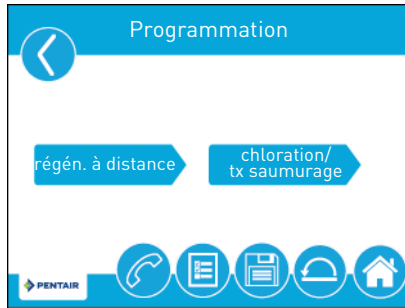 Programmation
régén. à distance
chloration/
tx saumurage
PENTAIR